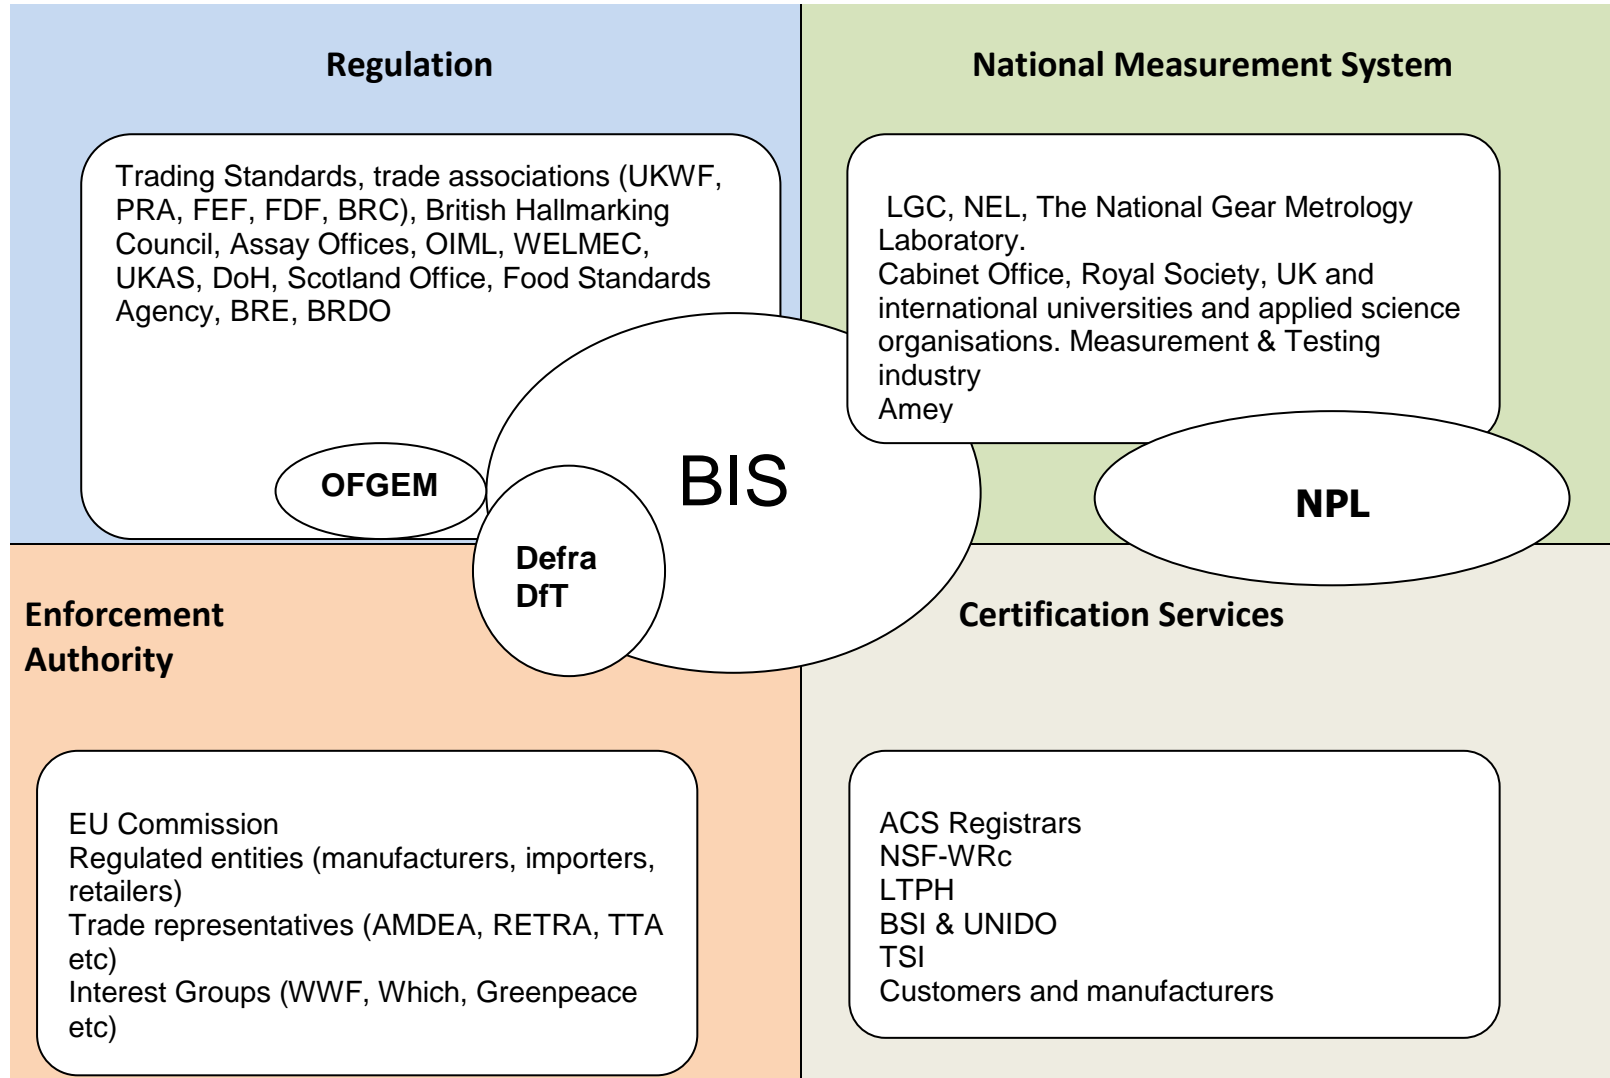 Regulation
Trading Standards, trade associations (UKWF,
PRA, FEF, FDF, BRC), British Hallmarking
Council, Assay Offices, OIML, WELMEC,
UKAS, DoH, Scotland Office, Food Standards
Agency, BRE, BRDO
OFGEM
National Measurement System
LGC, NEL, The National Gear Metrology
Laboratory.
Cabinet Office, Royal Society, UK and
international universities and applied science
organisations. Measurement & Testing
industry
Amey
BIS
NPL
Defra
DfT
Enforcement
Authority
EU Commission
Regulated entities (manufacturers, importers,
retailers)
Trade representatives (AMDEA, RETRA, TTA
etc)
Interest Groups (WWF, Which, Greenpeace
etc)
Certification Services
ACS Registrars
NSF-WRc
LTPH
BSI & UNIDO
TSI
Customers and manufacturers